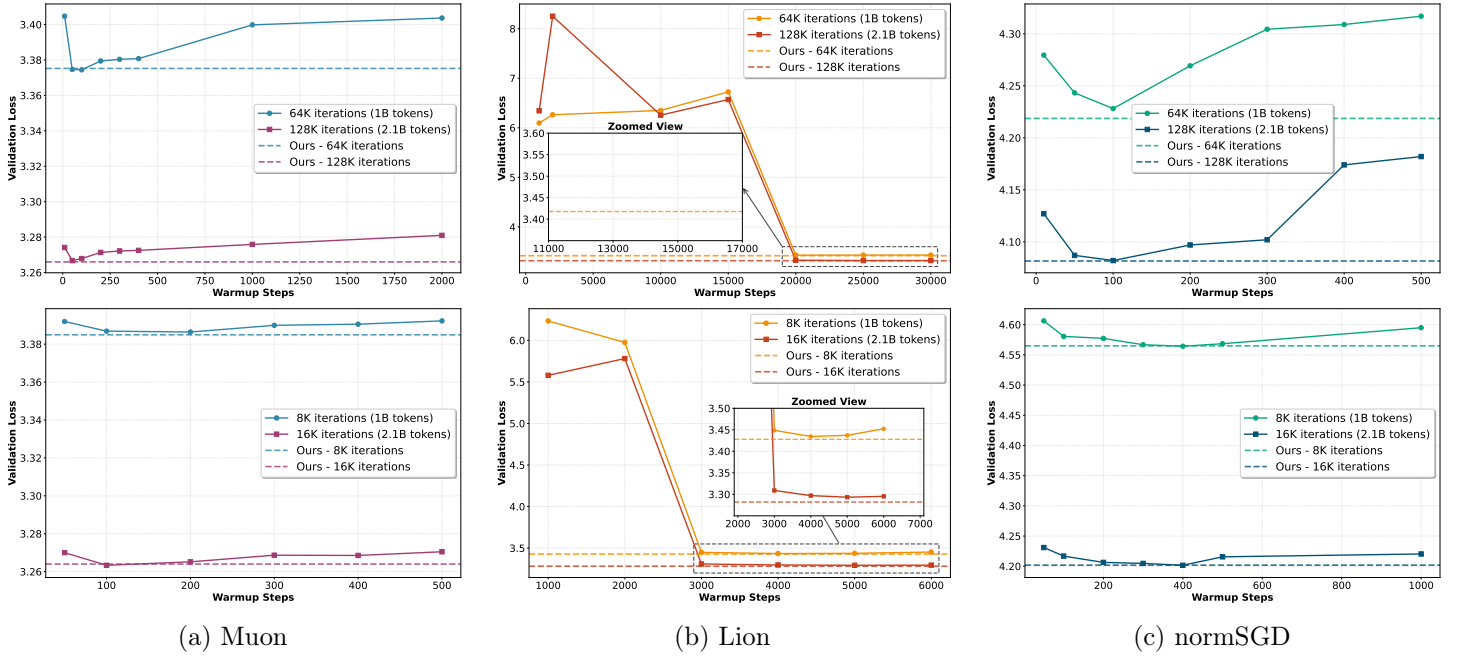 3.40
3.38
3.36
3.34
3.32
3.30
3.28
3.26
Validation Loss
0 250 500 750 1000 1250 1500 1750 2000
Warmup Steps
64K iterations (1B tokens)
128K iterations (2.1B tokens)
Ours - 64K iterations
Ours - 128K iterations
8
7
6
5
4
Validation Loss
0 5000 10000 15000 20000 25000 30000
Warmup Steps
64K iterations (1B tokens)
128K iterations (2.1B tokens)
Ours - 64K iterations
Ours - 128K iterations
Zoomed View
3.60
3.55
3.50
3.45
3.40
11000 13000 15000 17000
4.30
4.25
4.20
4.15
4.10
Validation Loss
0 100 200 300 400 500
Warmup Steps
64K iterations (1B tokens)
128K iterations (2.1B tokens)
Ours - 64K iterations
Ours - 128K iterations
3.38
3.36
3.34
3.32
3.30
3.28
3.26
Validation Loss
100 200 300 400 500
Warmup Steps
8K iterations (1B tokens)
16K iterations (2.1B tokens)
Ours - 8K iterations
Ours - 16K iterations
6.0
5.5
5.0
4.5
4.0
3.5
Validation Loss
1000 2000 3000 4000 5000 6000
Warmup Steps
8K iterations (1B tokens)
16K iterations (2.1B tokens)
Ours - 8K iterations
Ours - 16K iterations
Zoomed View
3.50
3.45
3.40
3.35
3.30
2000 3000 4000 5000 6000 7000
4.60
4.55
4.50
4.45
4.40
4.35
4.30
4.25
4.20
Validation Loss
200 400 600 800 1000
Warmup Steps
8K iterations (1B tokens)
16K iterations (2.1B tokens)
Ours - 8K iterations
Ours - 16K iterations
(a) Muon
(b) Lion
(c) normSGD